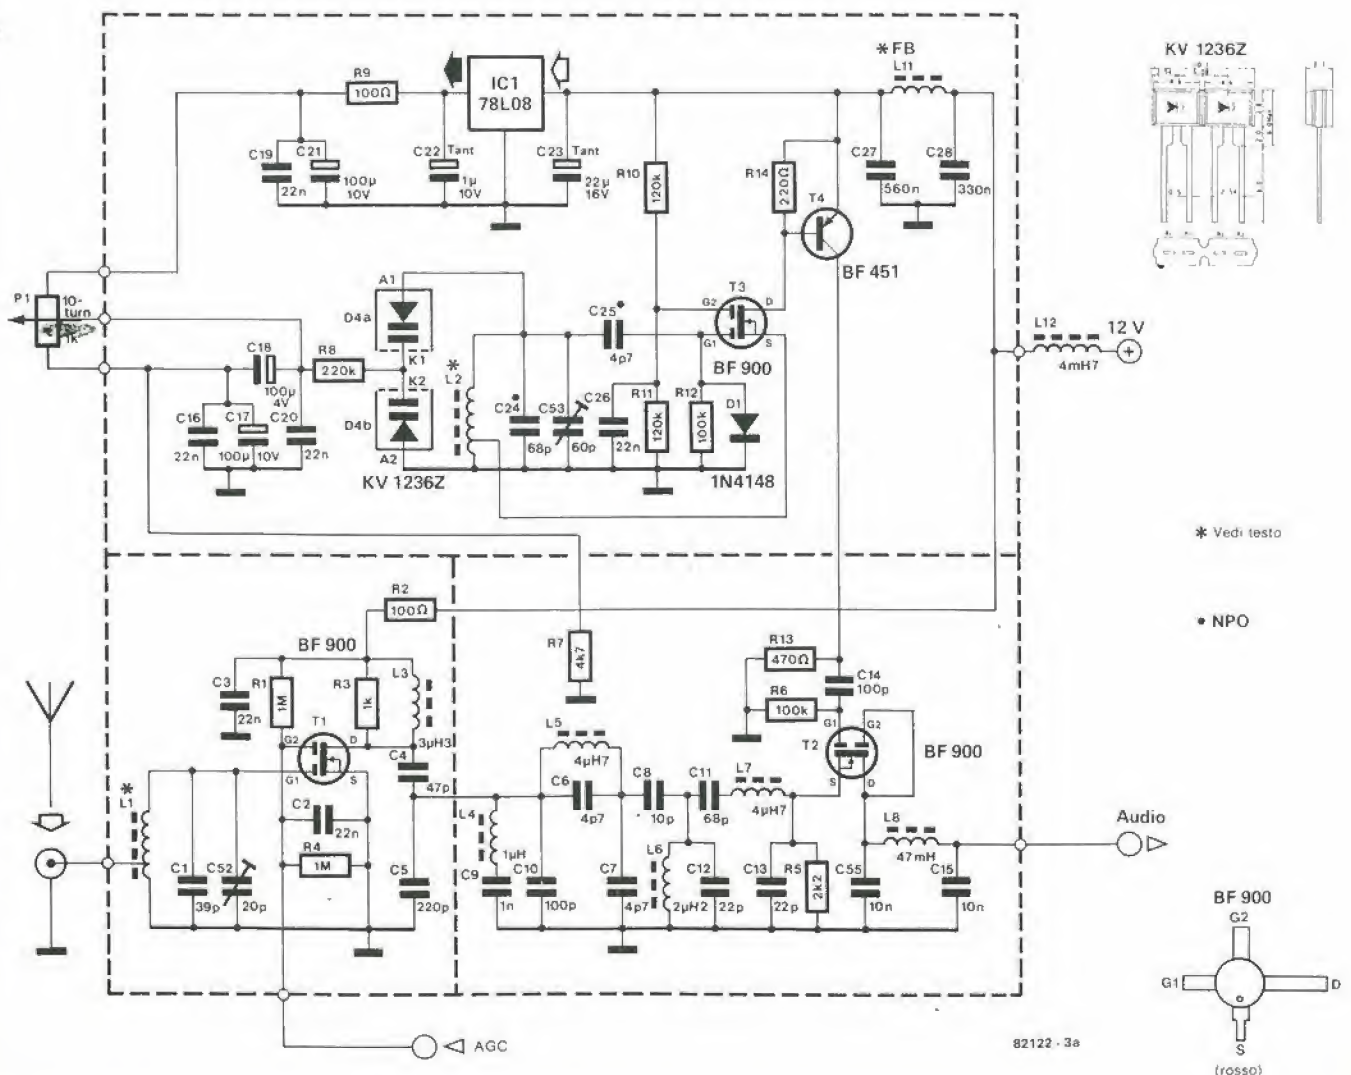 KV 1236Z
* FB
L11
R9
100Ω
IC1
78L08
C19
22n
C21
100µ
10V
C22 Tant
1µ
10V
C23 Tant
22µ
16V
R10
120k
R14
220Ω
T4
BF 451
C27
560n
C28
330n
P1
10-
turn
1k
A1
D4a
K1
K2
D4b
A2
KV 1236Z
C18
100µ
4V
R8
220k
C16
22n
C17
100µ
10V
C20
22n
*
L2
C24
68p
C53
60p
C25
4p7
C26
22n
R11
120k
R12
100k
D1
1N4148
G2
G1
T3
D
S
BF 900
L12
4mH7
12 V
+
* Vedi testo
• NPO
R2
100Ω
BF 900
C3
22n
R1
1M
R3
1k
L3
3µH3
T1
G2
G1
D
S
C4
47p
*
L1
C1
39p
C52
20p
C2
22n
R4
1M
C5
220p
R7
4k7
L5
4µH7
C6
4p7
L4
1µH
C9
1n
C10
100p
C7
4p7
C8
10p
C11
68p
L7
4µH7
L6
2µH2
C12
22p
C13
22p
R5
2k2
R13
470Ω
R6
100k
C14
100p
G1
G2
T2
S
D
BF 900
L8
47mH
C55
10n
C15
10n
Audio
AGC
82122 - 3a
BF 900
G2
G1
D
S
(rosso)